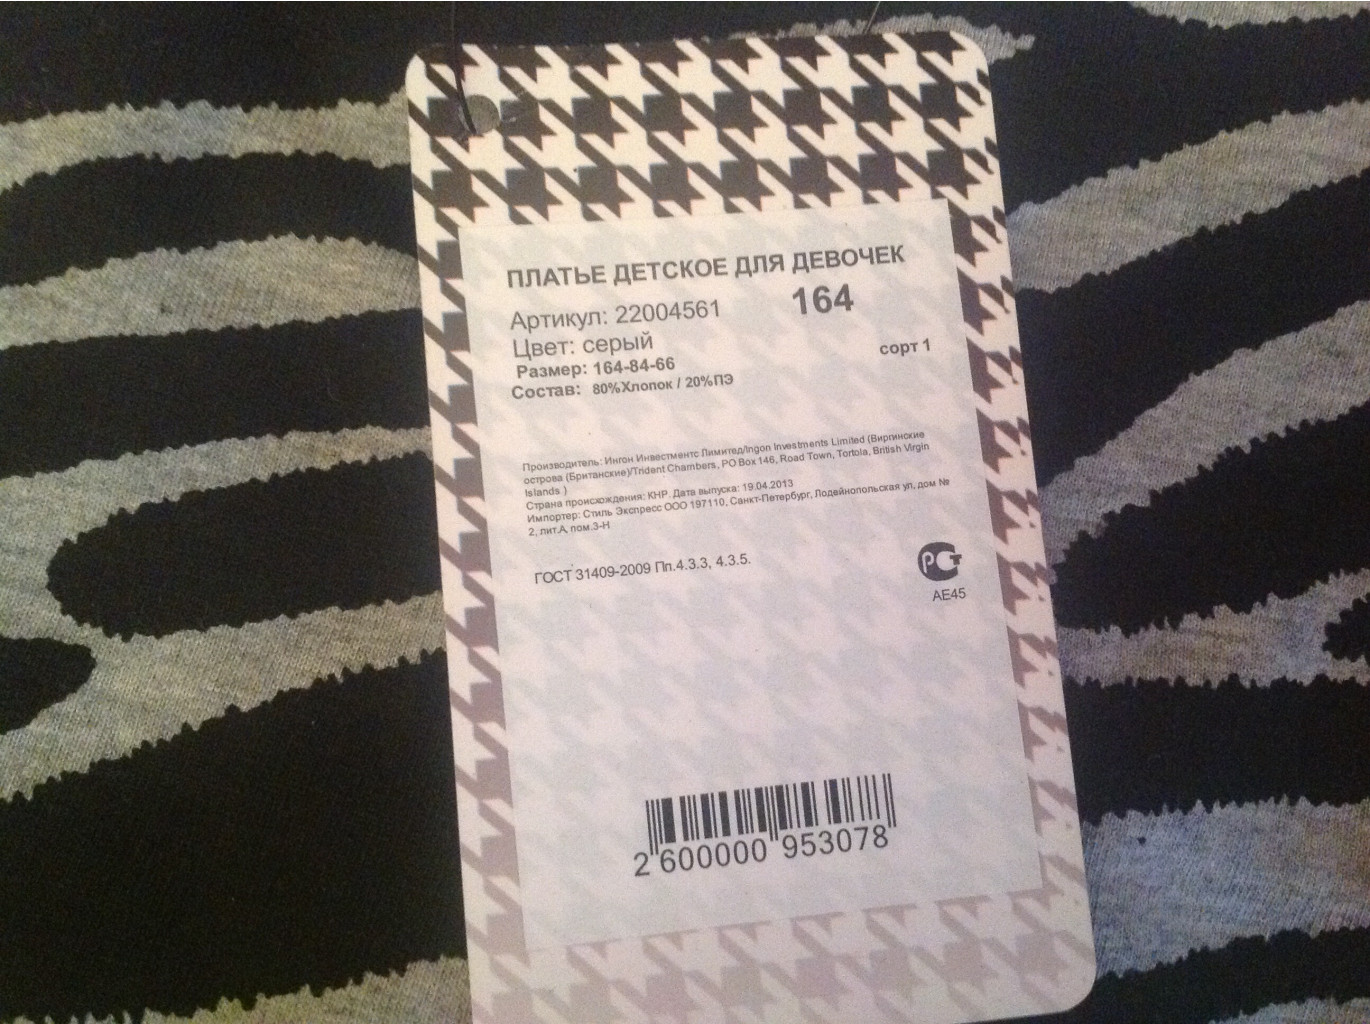 ПЛАТЬЕ ДЕТСКОЕ ДЛЯ ДЕВОЧЕК
Артикул: 22004561 164
Цвет: серый
Размер: 164-84-66 сорт 1
Состав: 80%Хлопок / 20%ПЭ
Производитель: Ингон Инвестментс Лимитед/Ingon Investments Limited (Виргинские
острова (Британские)/Trident Chambers, PO Box 146, Road Town, Tortola, British Virgin
Islands )
Страна происхождения: КНР. Дата выпуска: 19.04.2013
Импортер: Стиль Экспресс ООО 197110, Санкт-Петербург, Лодейнопольская ул, дом №
2, лит.А, пом.3-Н
ГОСТ 31409-2009 Пп.4.3.3, 4.3.5.
РСТ
АЕ45
2 600000 953078